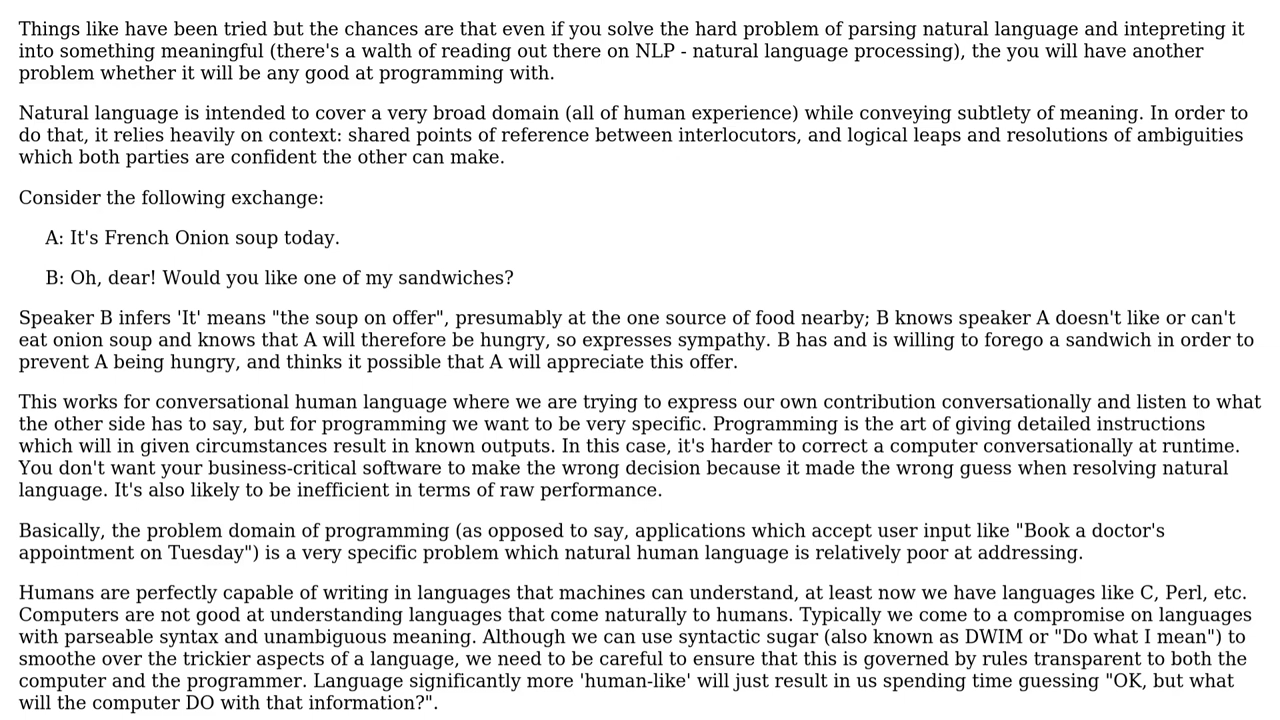 Things like have been tried but the chances are that even if you solve the hard problem of parsing natural language and intepreting it
into something meaningful (there's a walth of reading out there on NLP - natural language processing), the you will have another
problem whether it will be any good at programming with.
Natural language is intended to cover a very broad domain (all of human experience) while conveying subtlety of meaning. In order to
do that, it relies heavily on context: shared points of reference between interlocutors, and logical leaps and resolutions of ambiguities
which both parties are confident the other can make.
Consider the following exchange:
A: It's French Onion soup today.
B: Oh, dear! Would you like one of my sandwiches?
Speaker B infers 'It' means "the soup on offer", presumably at the one source of food nearby; B knows speaker A doesn't like or can't
eat onion soup and knows that A will therefore be hungry, so expresses sympathy. B has and is willing to forego a sandwich in order to
prevent A being hungry, and thinks it possible that A will appreciate this offer.
This works for conversational human language where we are trying to express our own contribution conversationally and listen to what
the other side has to say, but for programming we want to be very specific. Programming is the art of giving detailed instructions
which will in given circumstances result in known outputs. In this case, it's harder to correct a computer conversationally at runtime.
You don't want your business-critical software to make the wrong decision because it made the wrong guess when resolving natural
language. It's also likely to be inefficient in terms of raw performance.
Basically, the problem domain of programming (as opposed to say, applications which accept user input like "Book a doctor's
appointment on Tuesday") is a very specific problem which natural human language is relatively poor at addressing.
Humans are perfectly capable of writing in languages that machines can understand, at least now we have languages like C, Perl, etc.
Computers are not good at understanding languages that come naturally to humans. Typically we come to a compromise on languages
with parseable syntax and unambiguous meaning. Although we can use syntactic sugar (also known as DWIM or "Do what I mean") to
smoothe over the trickier aspects of a language, we need to be careful to ensure that this is governed by rules transparent to both the
computer and the programmer. Language significantly more 'human-like' will just result in us spending time guessing "OK, but what
will the computer DO with that information?".